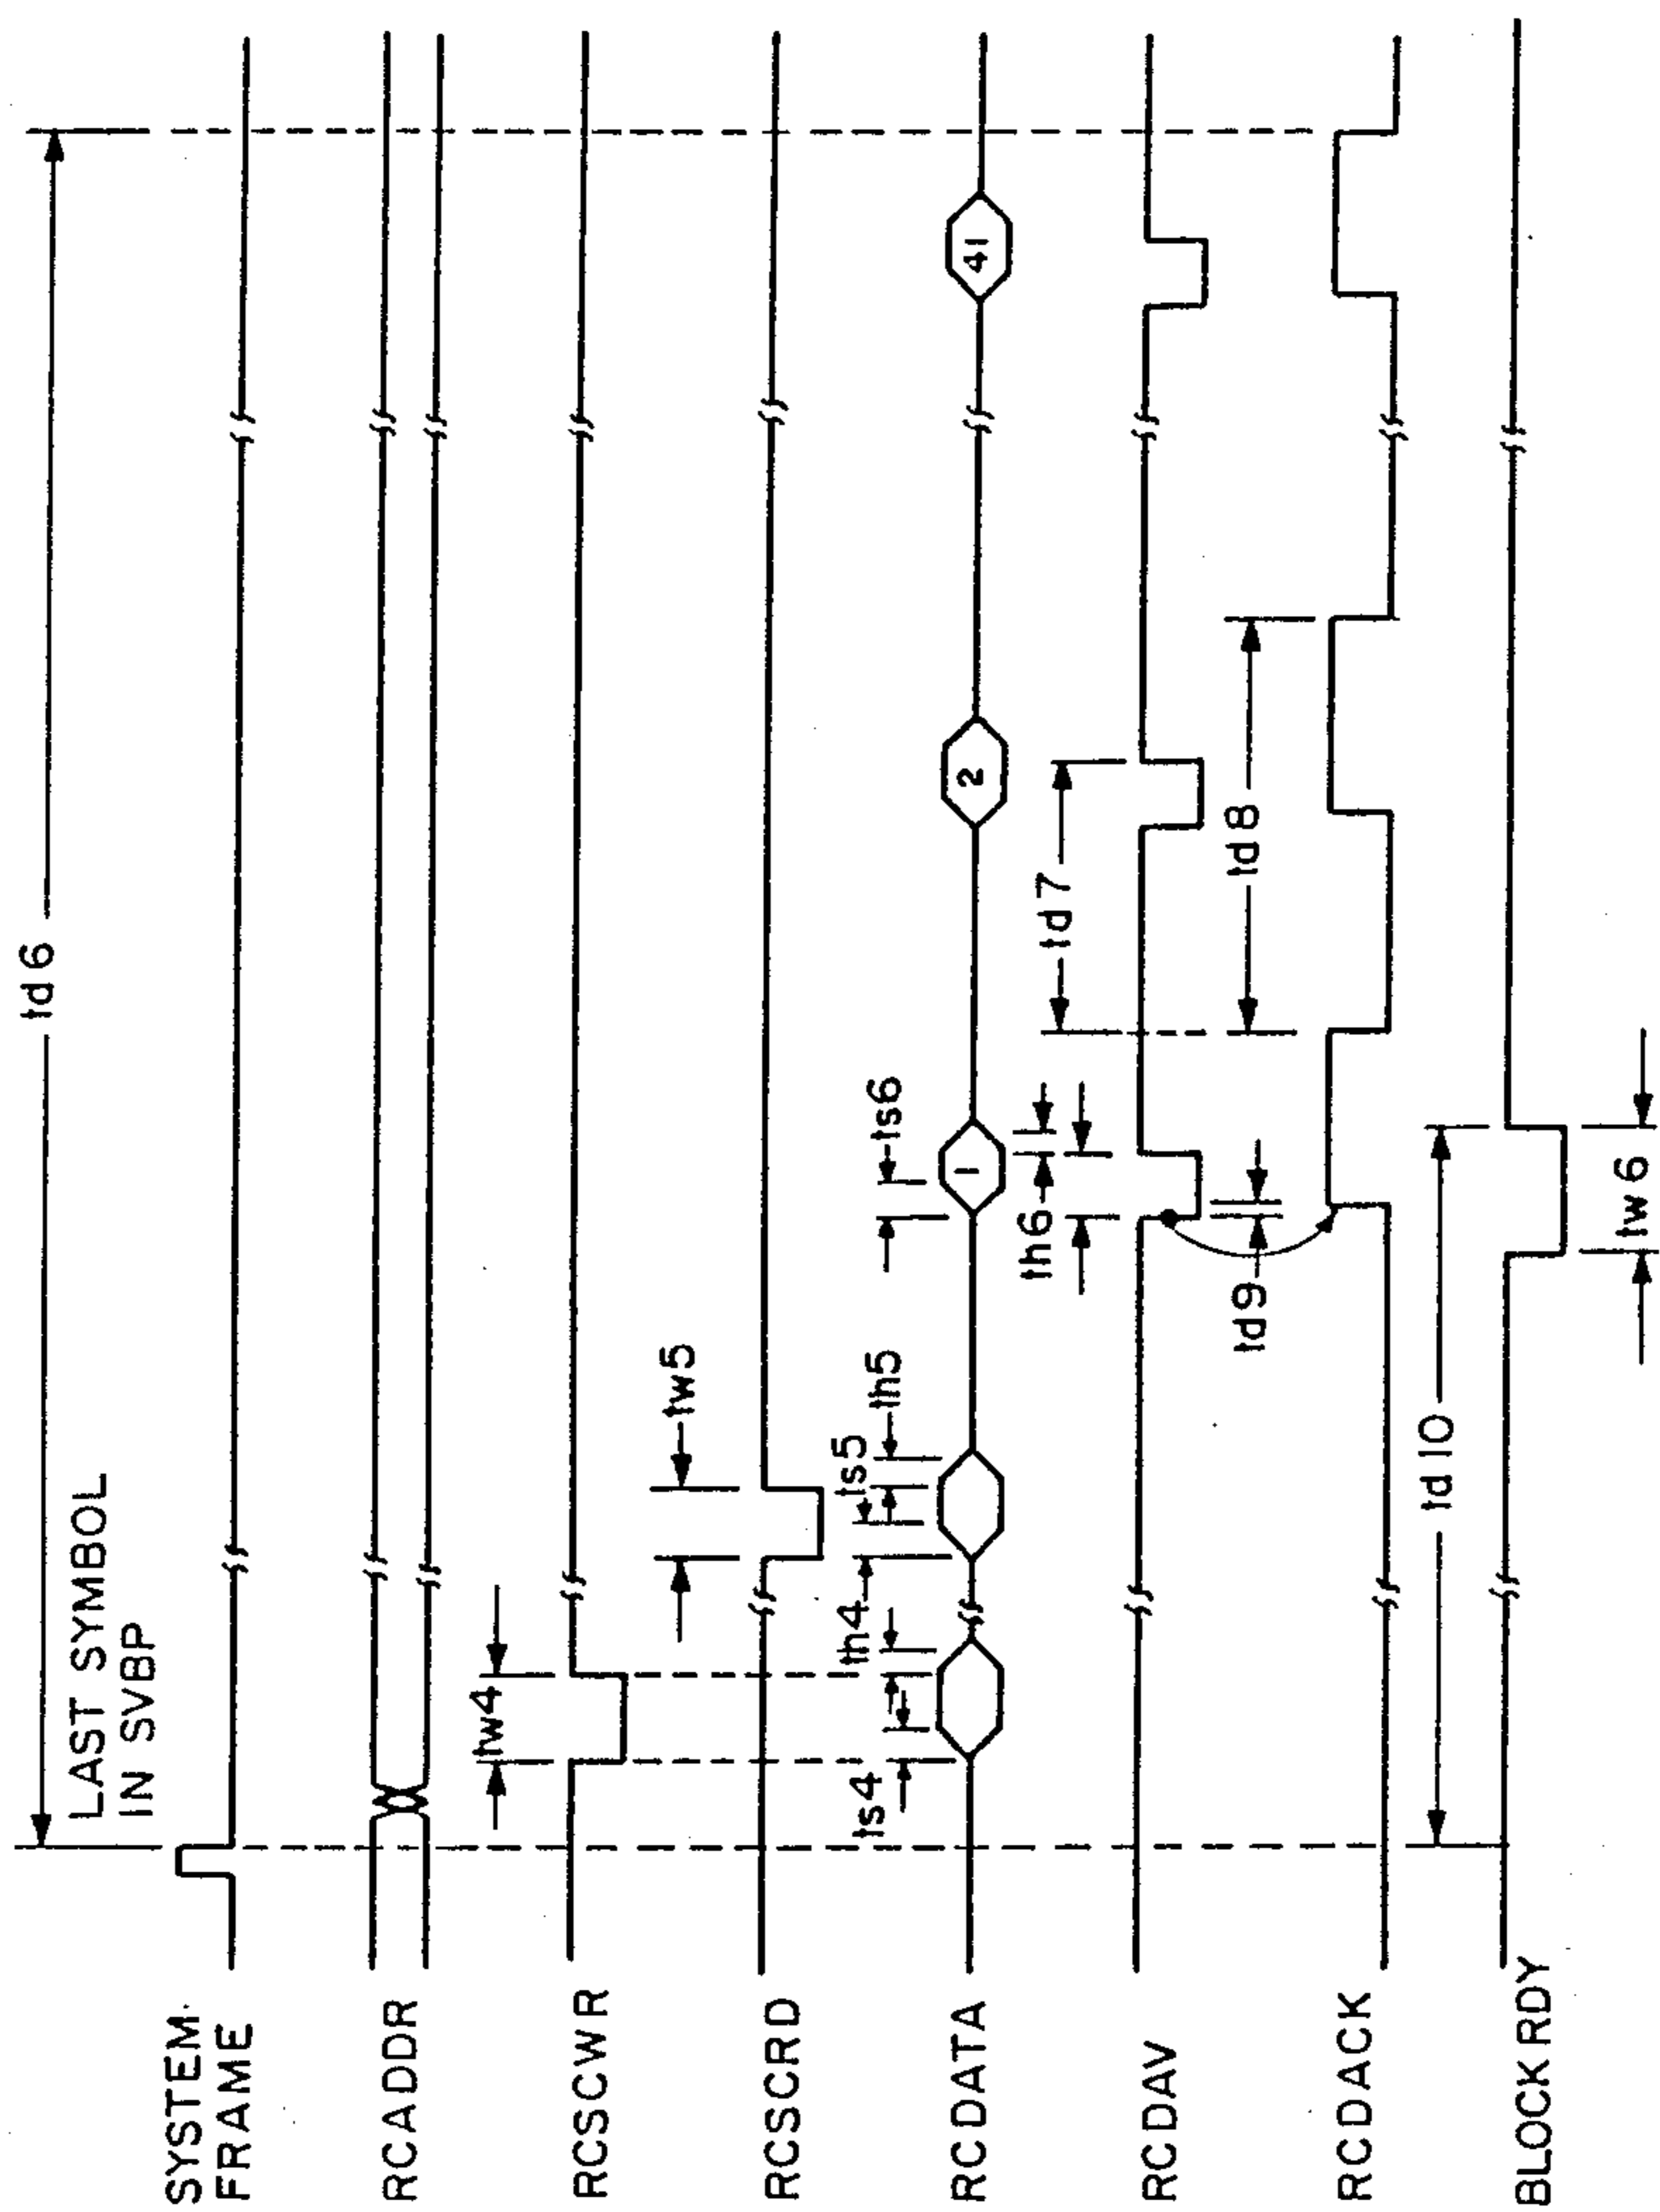 td6
LAST SYMBOL
IN SVBP
SYSTEM
FRAME
RCADDR
tw4
RCSCWR
tw5
RCSCRD
ts4
th4
ts5
th5
ts6
RCDATA
1
2
41
th6
td7
RCDAV
td9
td8
RCDACK
td10
BLOCK RDY
tw6